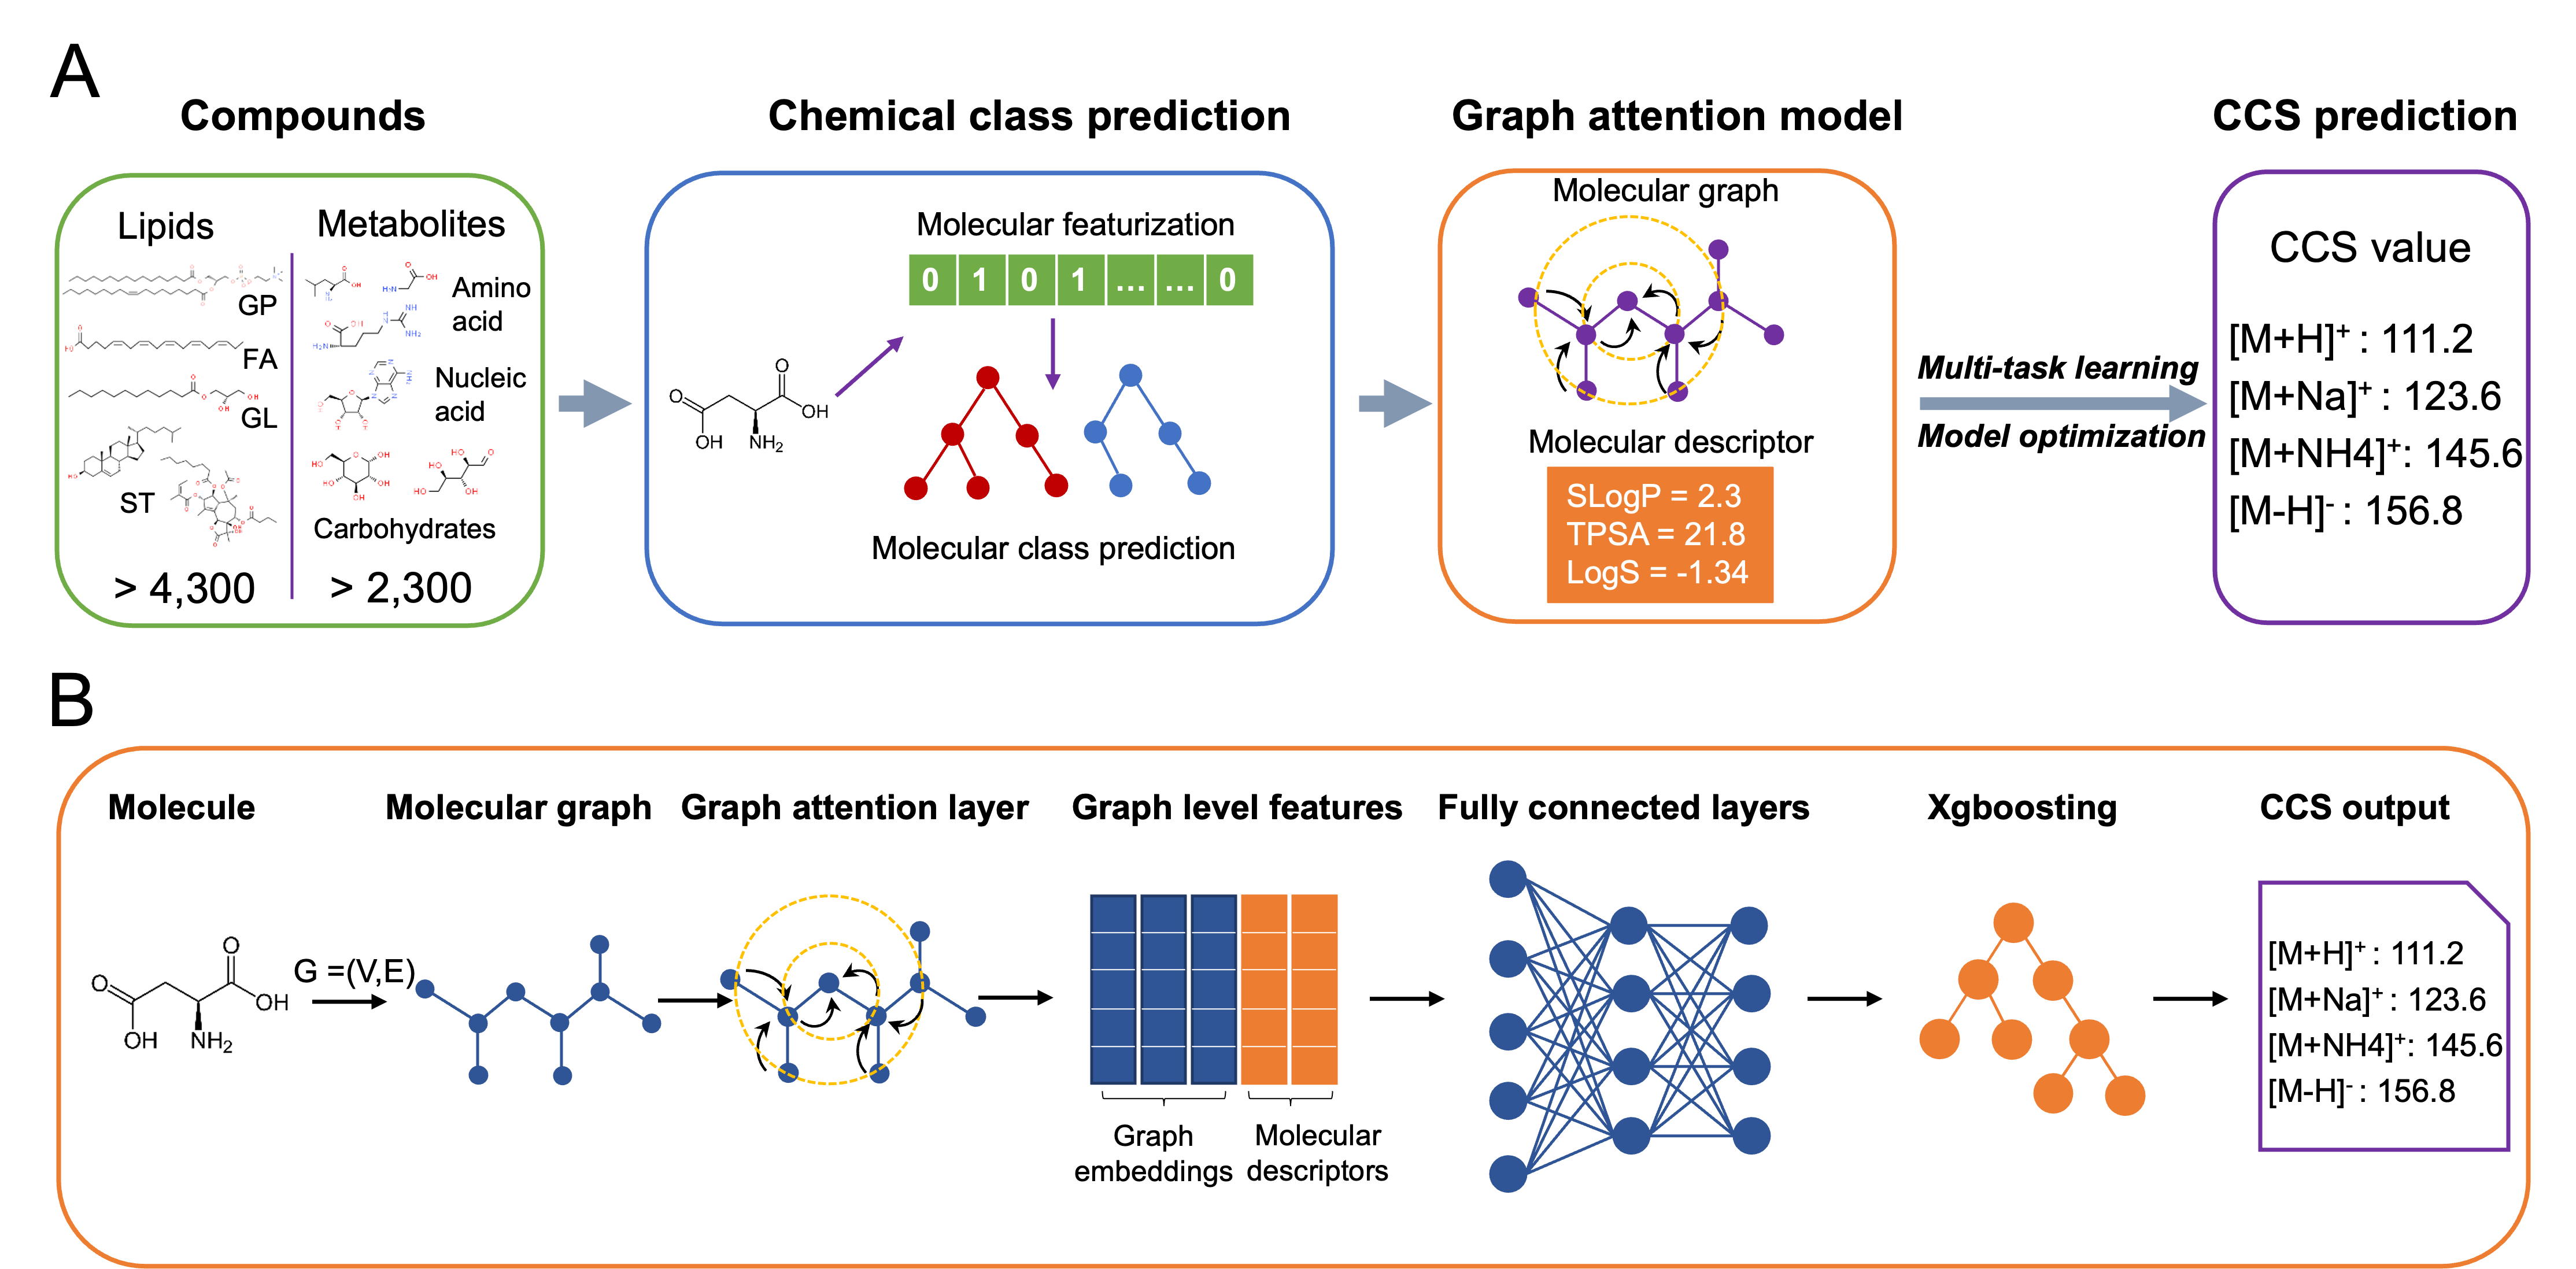 A
Compounds
Chemical class prediction
Graph attention model
CCS prediction
Lipids
Metabolites
GP
FA
GL
ST
Amino
acid
Nucleic
acid
Carbohydrates
> 4,300
> 2,300
Molecular featurization
0 1 0 1 ... ... 0
O
OH
NH2
O
OH
Molecular class prediction
Molecular graph
Molecular descriptor
SLogP = 2.3
TPSA = 21.8
LogS = -1.34
Multi-task learning
Model optimization
CCS value
[M+H]+ : 111.2
[M+Na]+ : 123.6
[M+NH4]+: 145.6
[M-H]- : 156.8
B
Molecule
Molecular graph
Graph attention layer
Graph level features
Fully connected layers
Xgboosting
CCS output
O
OH
NH2
O
OH
G =(V,E)
Graph
embeddings
Molecular
descriptors
[M+H]+ : 111.2
[M+Na]+ : 123.6
[M+NH4]+: 145.6
[M-H]- : 156.8